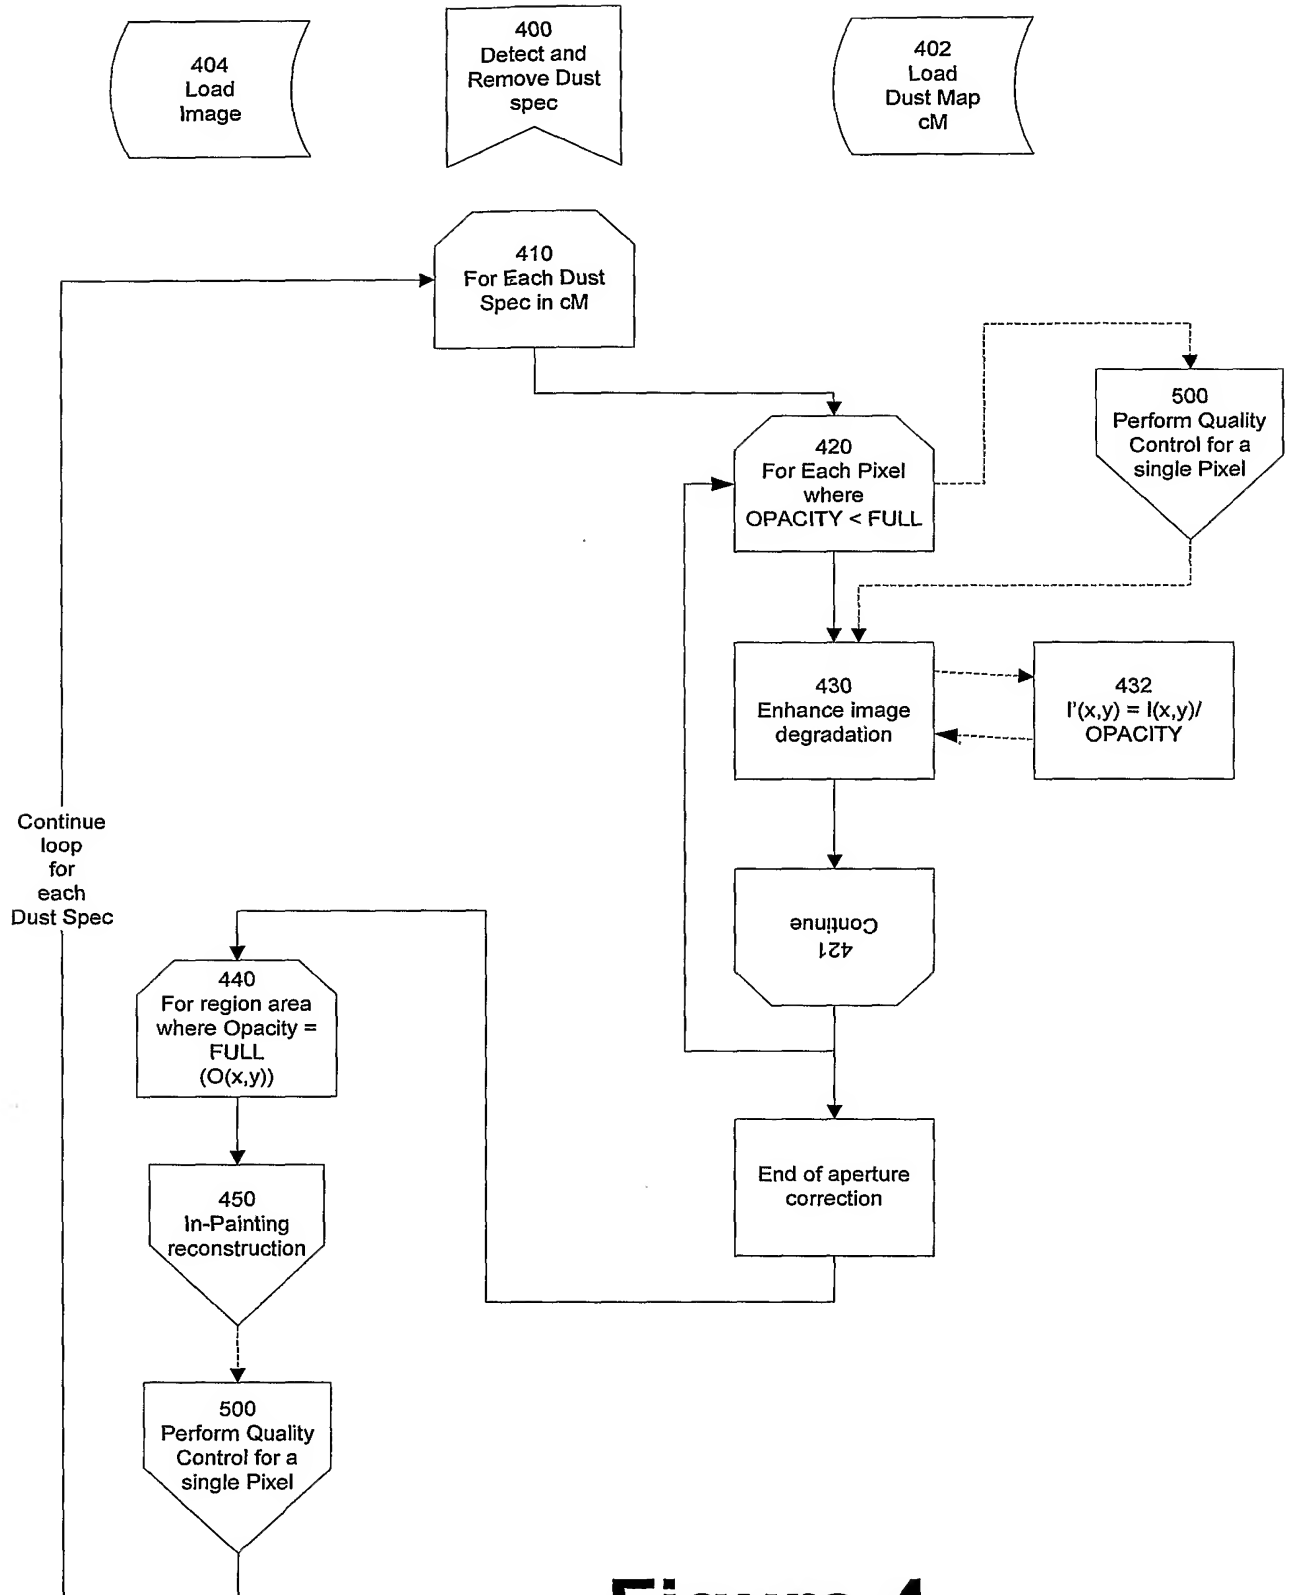 404
Load
Image
400
Detect and
Remove Dust
spec
402
Load
Dust Map
cM
410
For Each Dust
Spec in cM
500
Perform Quality
Control for a
single Pixel
420
For Each Pixel
where
OPACITY < FULL
430
Enhance image
degradation
432
I'(x,y) = I(x,y)/
OPACITY
Continue
loop
for
each
Dust Spec
421
Continue
440
For region area
where Opacity =
FULL
(O(x,y))
End of aperture
correction
450
In-Painting
reconstruction
500
Perform Quality
Control for a
single Pixel